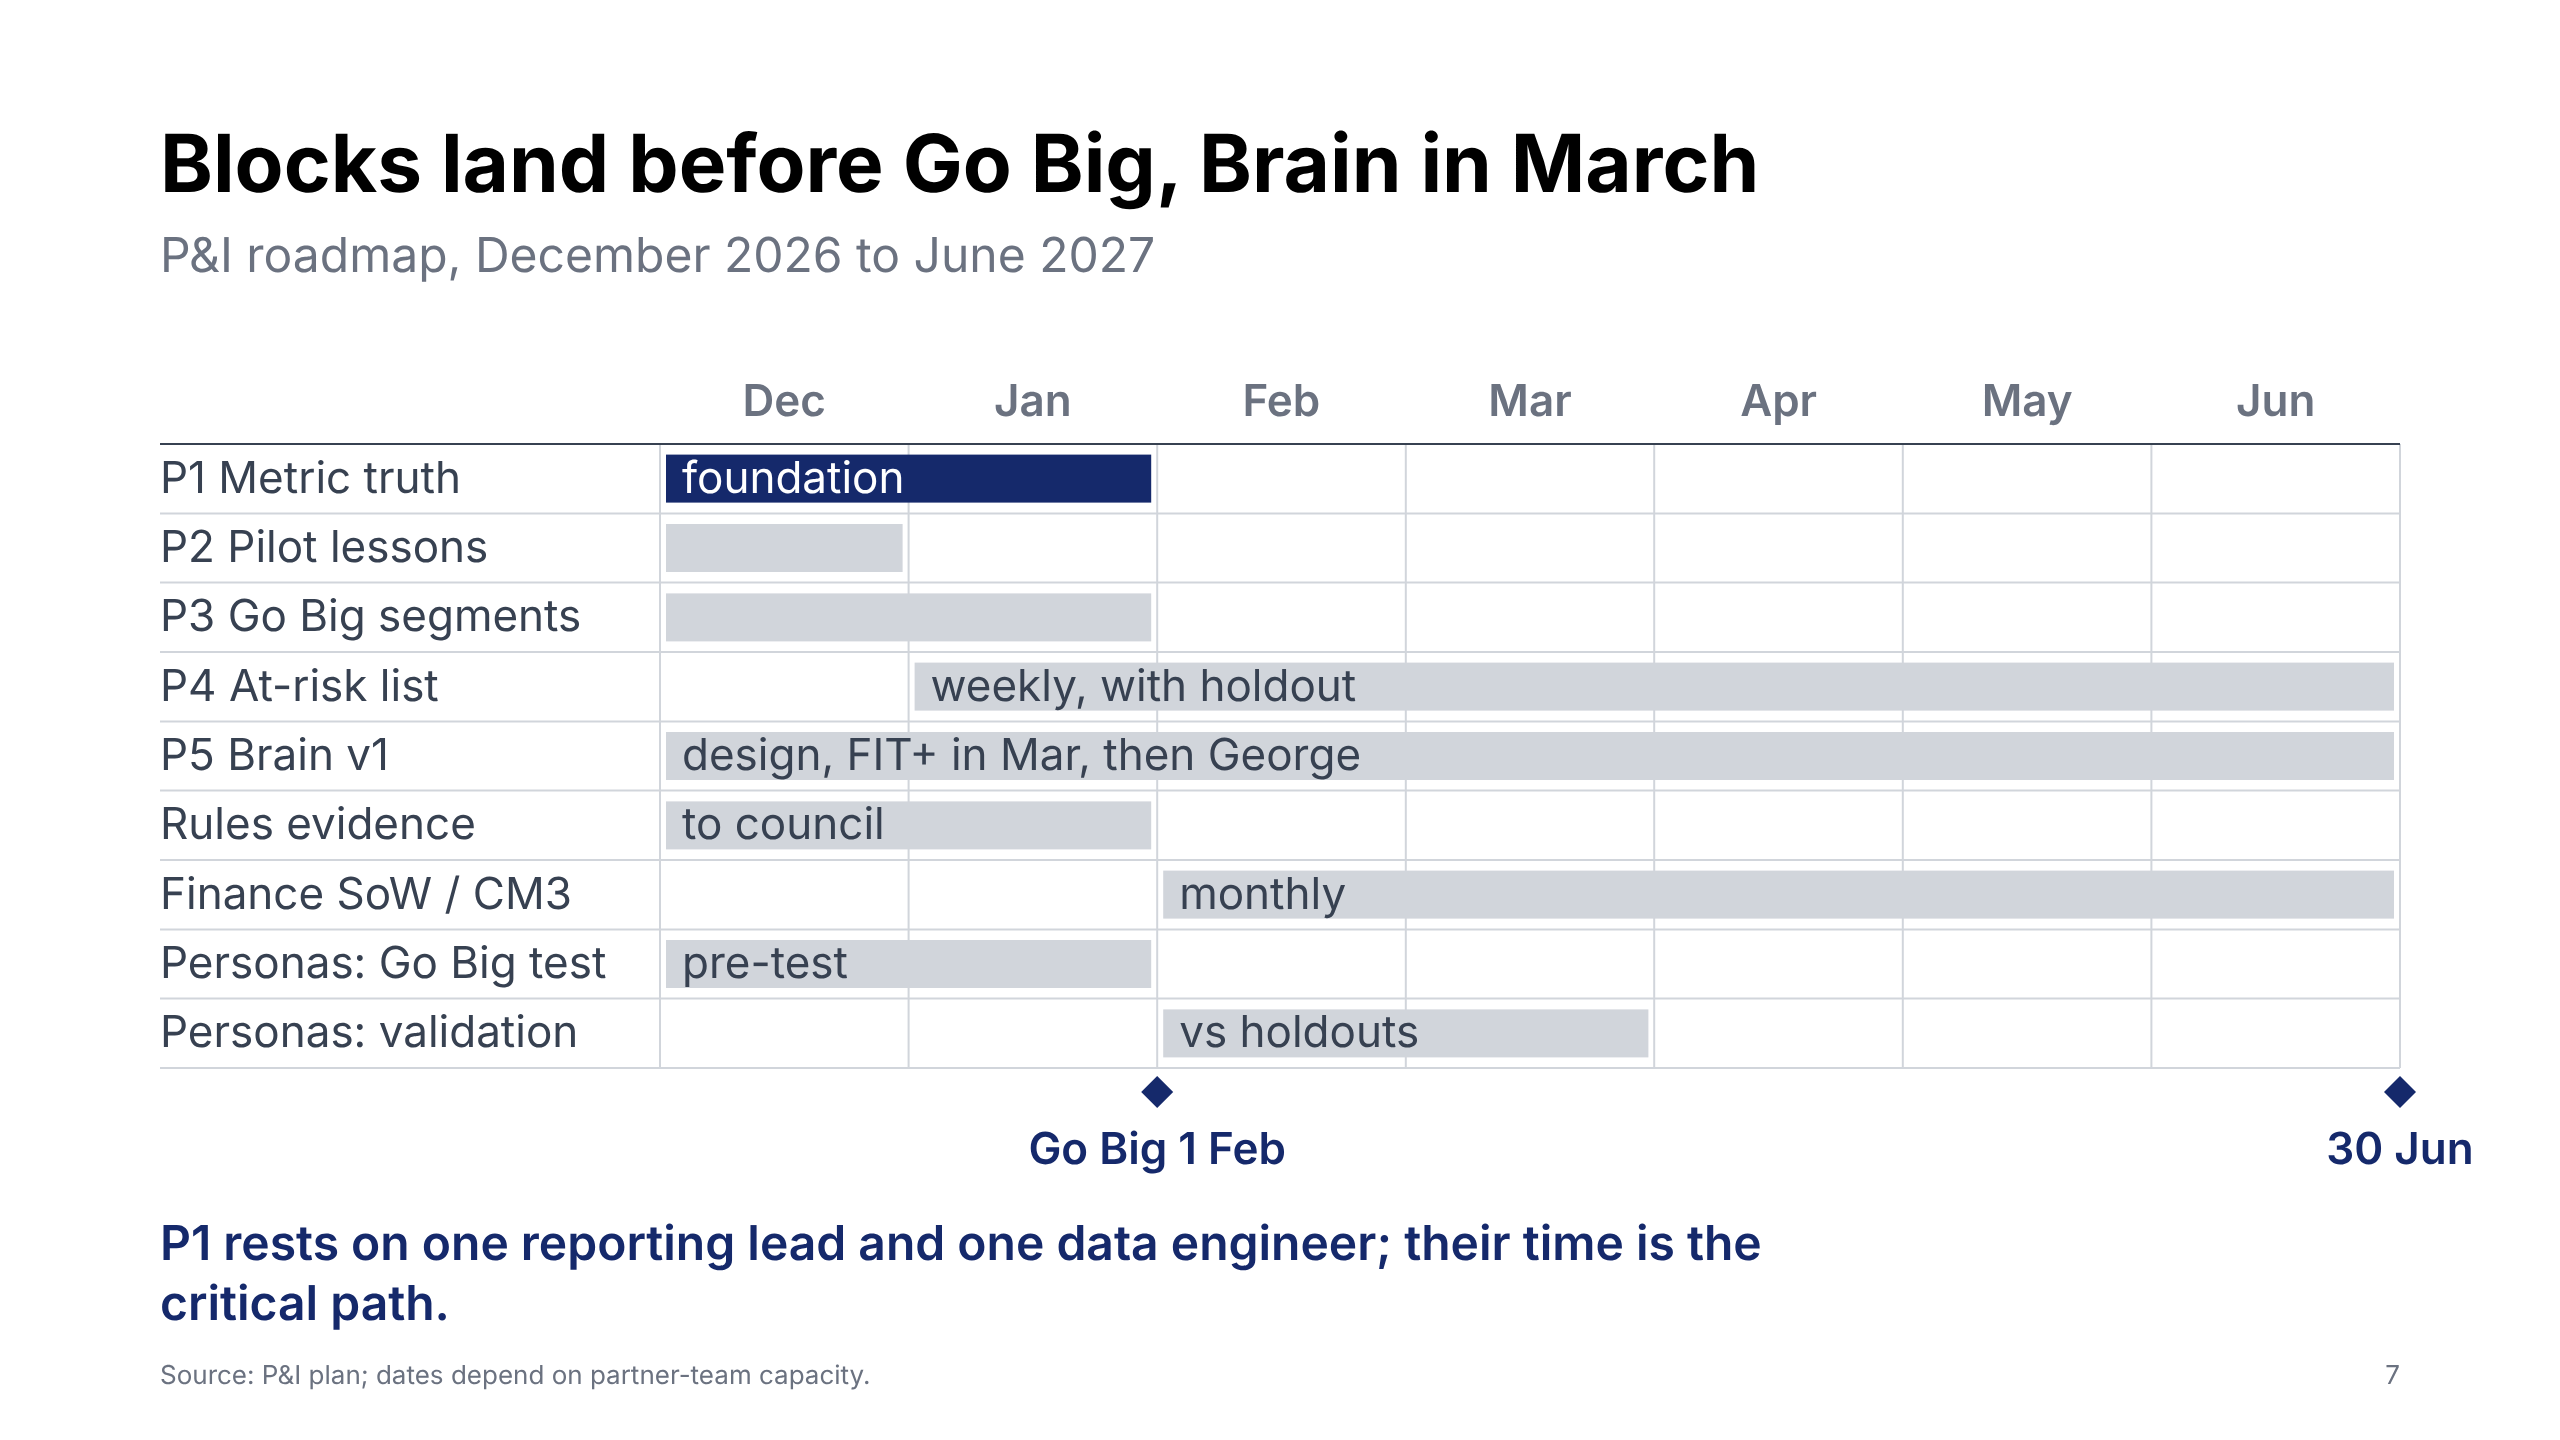 Blocks land before Go Big, Brain in March
P&I roadmap, December 2026 to June 2027
Dec Jan Feb Mar Apr May Jun
P1 Metric truth foundation
P2 Pilot lessons
P3 Go Big segments
P4 At-risk list weekly, with holdout
P5 Brain v1 design, FIT+ in Mar, then George
Rules evidence to council
Finance SoW / CM3 monthly
Personas: Go Big test pre-test
Personas: validation vs holdouts
Go Big 1 Feb 30 Jun
P1 rests on one reporting lead and one data engineer; their time is the
critical path.
Source: P&I plan; dates depend on partner-team capacity. 7